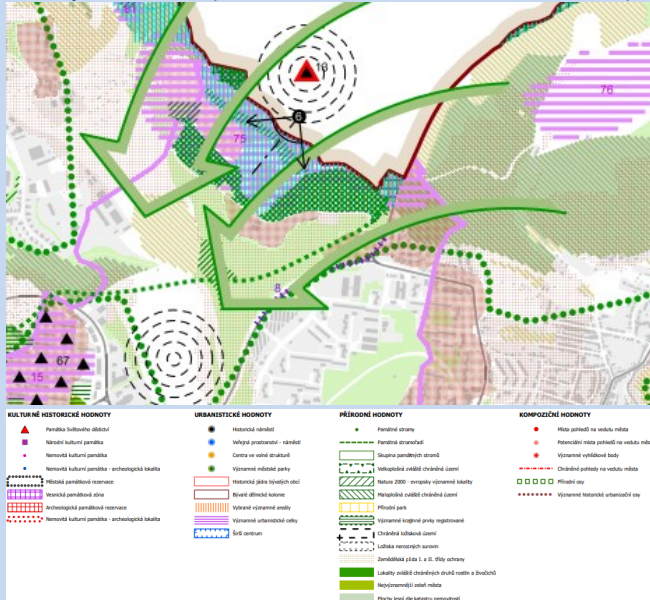 81
13
76
6
75
8
67
15
KULTURNĚ HISTORICKÉ HODNOTY
Památka Světového dědictví
Národní kulturní památka
Nemovitá kulturní památka
Nemovitá kulturní památka - archeologická lokalita
Městská památková rezervace
Vesnická památková zóna
Archeologická památková rezervace
Nemovitá kulturní památka - archeologická lokalita
URBANISTICKÉ HODNOTY
Historická náměstí
Veřejná prostranství - náměstí
Centra ve volné struktuře
Významné městské parky
Historická jádra bývalých obcí
Bývalé dělnické kolonie
Vybrané významné areály
Významné urbanistické celky
Širší centrum
PŘÍRODNÍ HODNOTY
Památné stromy
Památná stromořadí
Skupina památných stromů
Velkoplošná zvláště chráněná území
Natura 2000 - evropsky významné lokality
Maloplošná zvláště chráněná území
Přírodní park
Významné krajinné prvky registrované
Chráněná ložisková území
Ložiska nerostných surovin
Zemědělská půda I. a II. třídy ochrany
Lokality zvláště chráněných druhů rostlin a živočichů
Nejvýznamnější zeleň města
Plochy lesní dle katastru nemovitostí
KOMPOZIČNÍ HODNOTY
Místa pohledů na vedutu města
Potenciální místa pohledů na vedutu
Významné vyhlídkové body
Chráněné pohledy na vedutu města
Přírodní osy
Významné historické urbanizační osy